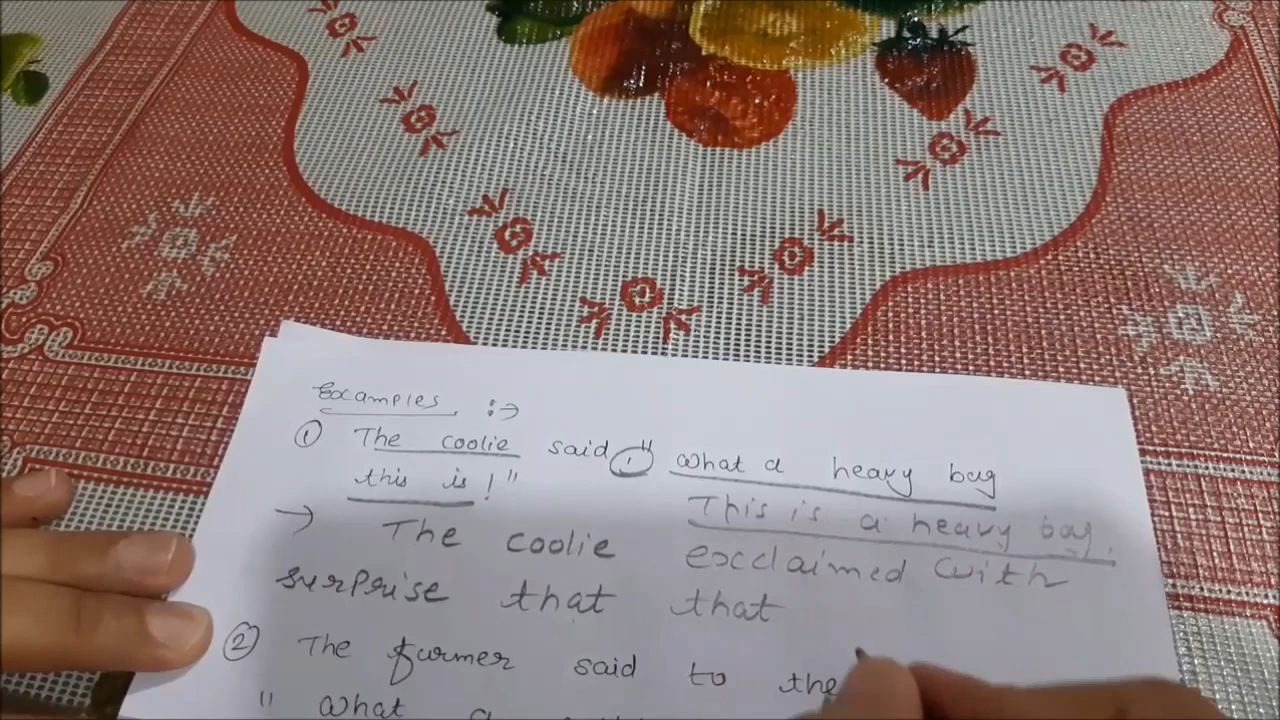 Examples :->
① The coolie said, " what a heavy bag
this is! "
This is a heavy bag.
→ The coolie exclaimed with
surprise that that
② The farmer said to the
" what a